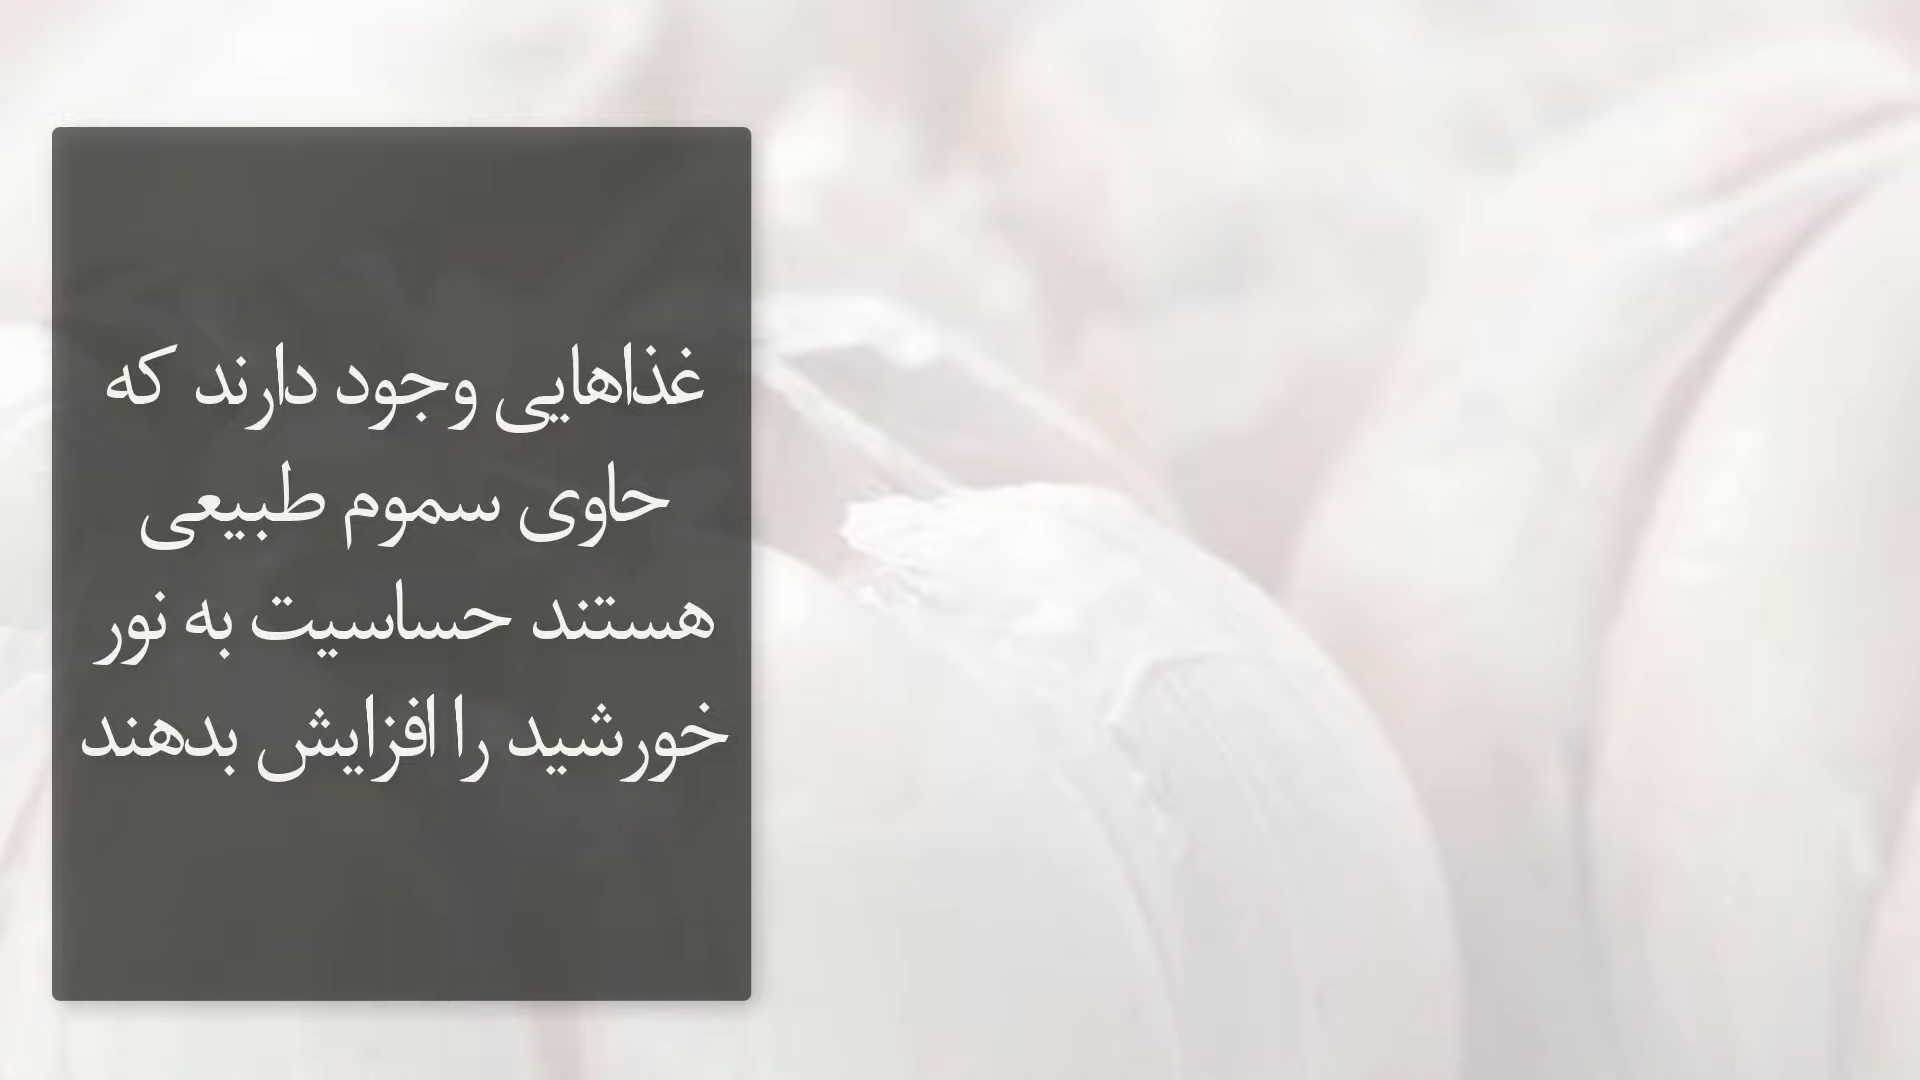 غذاهایی وجود دارند که
حاوی سموم طبیعی
هستند حساسیت به نور
خورشید را افزایش بدهند